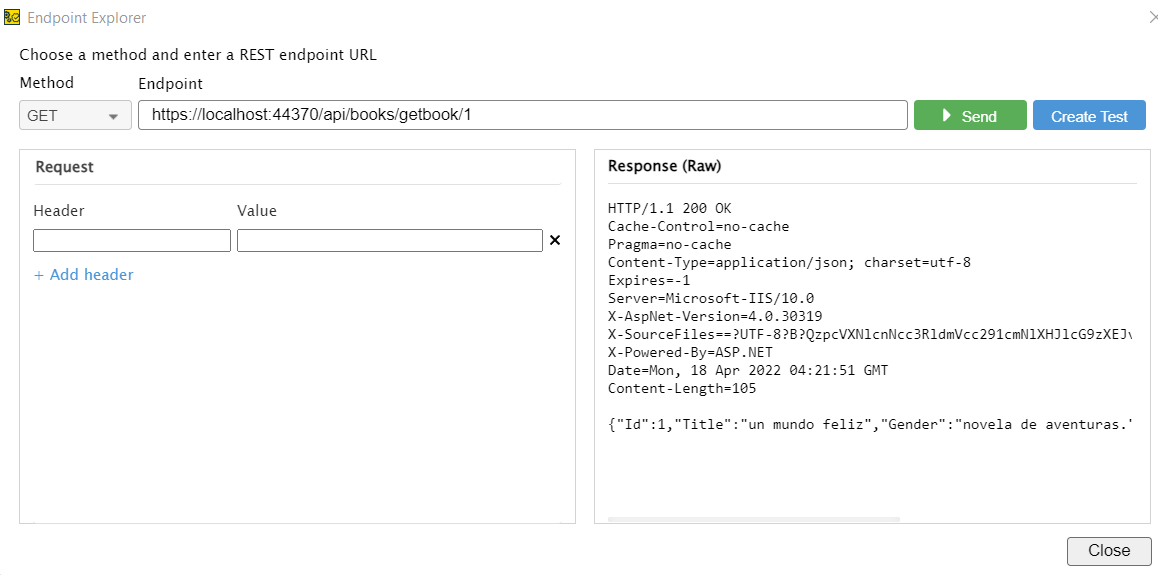 Endpoint Explorer
Choose a method and enter a REST endpoint URL
Method
Endpoint
GET
https://localhost:44370/api/books/getbook/1
Send
Create Test
Request
Header
Value
+ Add header
Response (Raw)
HTTP/1.1 200 OK
Cache-Control=no-cache
Pragma=no-cache
Content-Type=application/json; charset=utf-8
Expires=-1
Server=Microsoft-IIS/10.0
X-AspNet-Version=4.0.30319
X-SourceFiles==?UTF-8?B?QzpcVXNlcnNcc3RldmVcc291cmNlXHJlcG9zXEJv
X-Powered-By=ASP.NET
Date=Mon, 18 Apr 2022 04:21:51 GMT
Content-Length=105
{"Id":1,"Title":"un mundo feliz","Gender":"novela de aventuras.'
Close